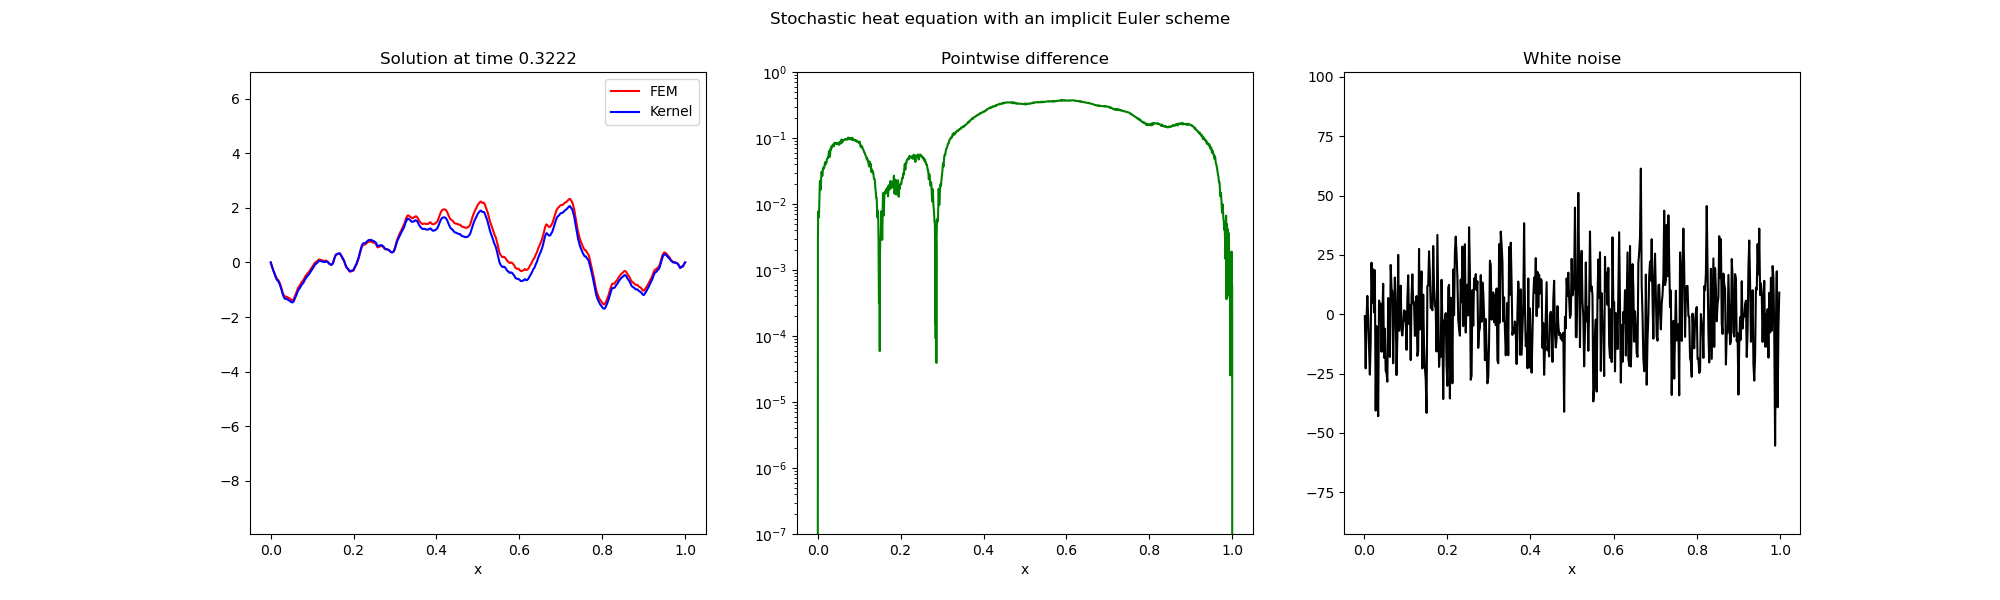 Stochastic heat equation with an implicit Euler scheme
Solution at time 0.3222
FEM
Kernel
6
4
2
0
−2
−4
−6
−8
0.0 0.2 0.4 0.6 0.8 1.0
x
Pointwise difference
10⁰
10⁻¹
10⁻²
10⁻³
10⁻⁴
10⁻⁵
10⁻⁶
10⁻⁷
0.0 0.2 0.4 0.6 0.8 1.0
x
White noise
100
75
50
25
0
−25
−50
−75
0.0 0.2 0.4 0.6 0.8 1.0
x